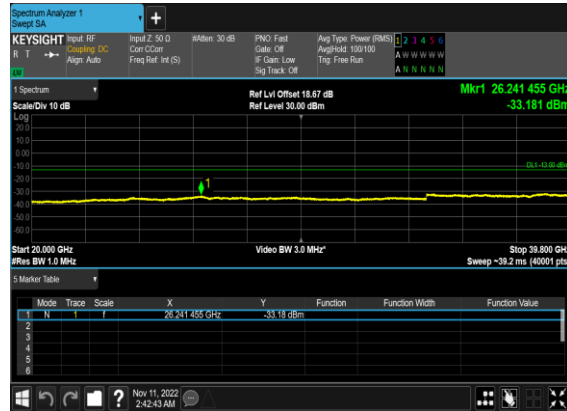 Spectrum Analyzer 1
Swept SA
+
KEYSIGHT Input: RF Input Z: 50 Ω #Atten: 30 dB PNO: Fast Avg Type: Power (RMS) 1 2 3 4 5 6
R T Coupling: DC Corr CCorr Gate: Off Avg|Hold: 100/100 A W W W W W
Align: Auto Freq Ref: Int (S) IF Gain: Low Trig: Free Run
Sig Track: Off A N N N N N
1 Spectrum Ref Lvl Offset 18.67 dB Mkr1 26.241 455 GHz
Scale/Div 10 dB Ref Level 30.00 dBm -33.181 dBm
Log
20.0
10.0
0.00
-10.0
DL1 -13.00 dBm
-20.0
1
-30.0
-40.0
-50.0
-60.0
Start 20.000 GHz Video BW 3.0 MHz* Stop 39.800 GHz
#Res BW 1.0 MHz Sweep ~39.2 ms (40001 pts
5 Marker Table
Mode Trace Scale X Y Function Function Width Function Value
1 N 1 f 26.241 455 GHz -33.18 dBm
2
3
4
5
6
? Nov 11, 2022
2:42:43 AM